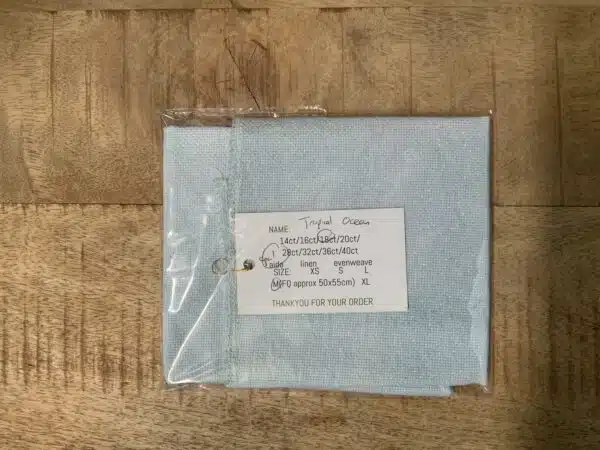 NAME: Tropical Ocean
14ct/16ct/18ct/20ct/
28ct/32ct/36ct/40ct
aida linen evenweave
SIZE: XS S L
M(FQ approx 50x55cm) XL
THANKYOU FOR YOUR ORDER